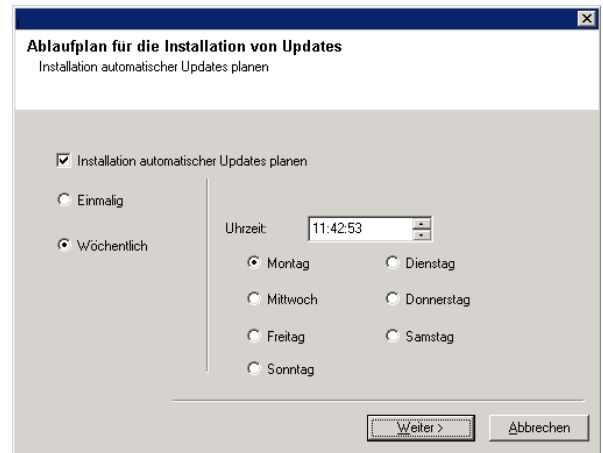 Ablaufplan für die Installation von Updates
Installation automatischer Updates planen
Installation automatischer Updates planen
Einmalig
Wöchentlich
Uhrzeit: 11:42:53
Montag Dienstag
Mittwoch Donnerstag
Freitag Samstag
Sonntag
Weiter > Abbrechen